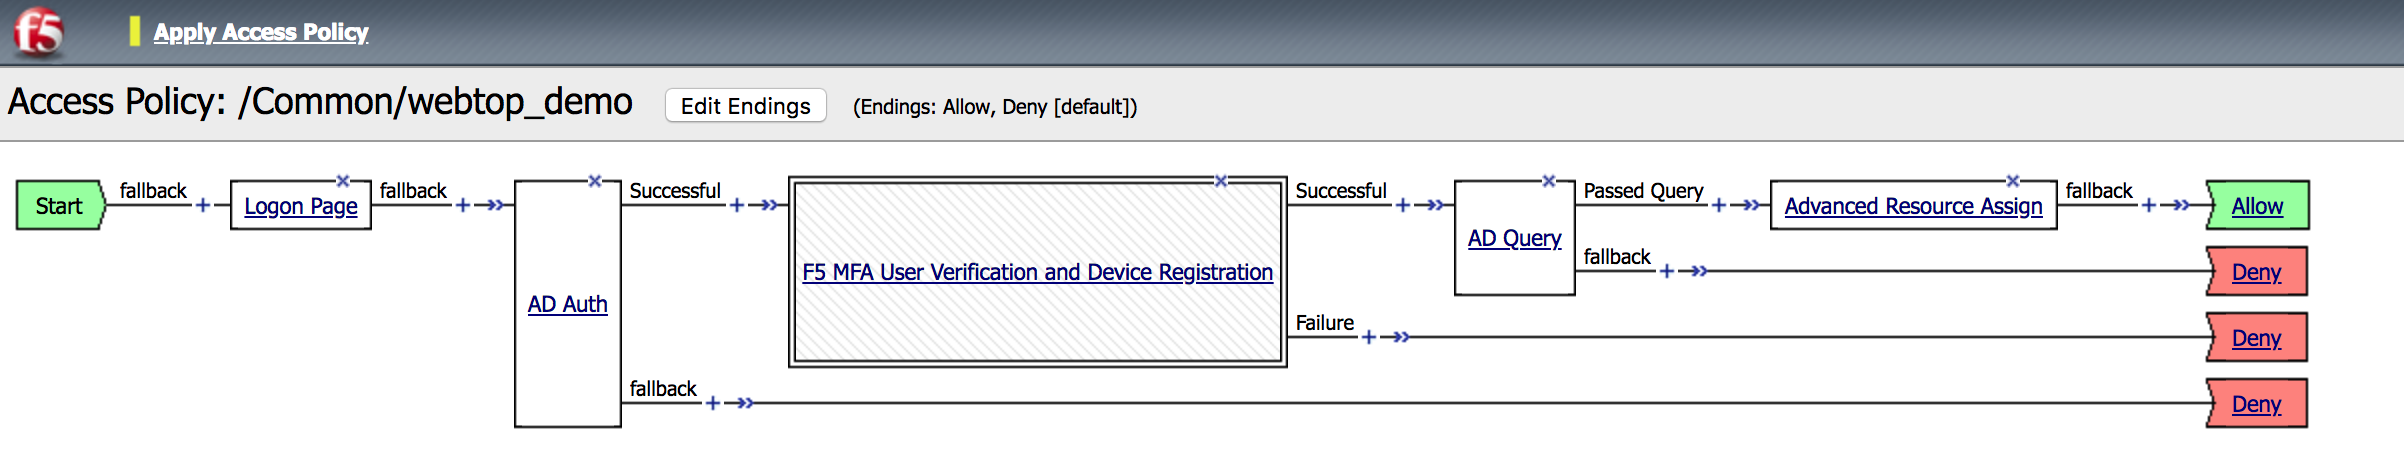 f5
Apply Access Policy
Access Policy: /Common/webtop_demo Edit Endings (Endings: Allow, Deny [default])
Start fallback Logon Page fallback Successful Successful Passed Query Advanced Resource Assign fallback Allow
AD Query fallback
F5 MFA User Verification and Device Registration Deny
AD Auth Failure Deny
fallback Deny